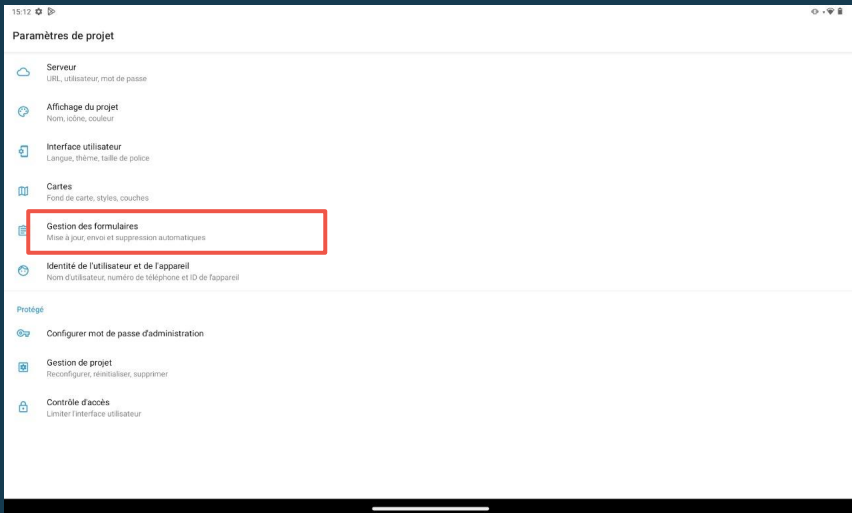 15:12
Paramètres de projet
Serveur
URL, utilisateur, mot de passe
Affichage du projet
Nom, icône, couleur
Interface utilisateur
Langue, thème, taille de police
Cartes
Fond de carte, styles, couches
Gestion des formulaires
Mise à jour, envoi et suppression automatiques
Identité de l'utilisateur et de l'appareil
Nom d'utilisateur, numéro de téléphone et ID de l'appareil
Protégé
Configurer mot de passe d'administration
Gestion de projet
Reconfigurer, réinitialiser, supprimer
Contrôle d'accès
Limiter l'interface utilisateur